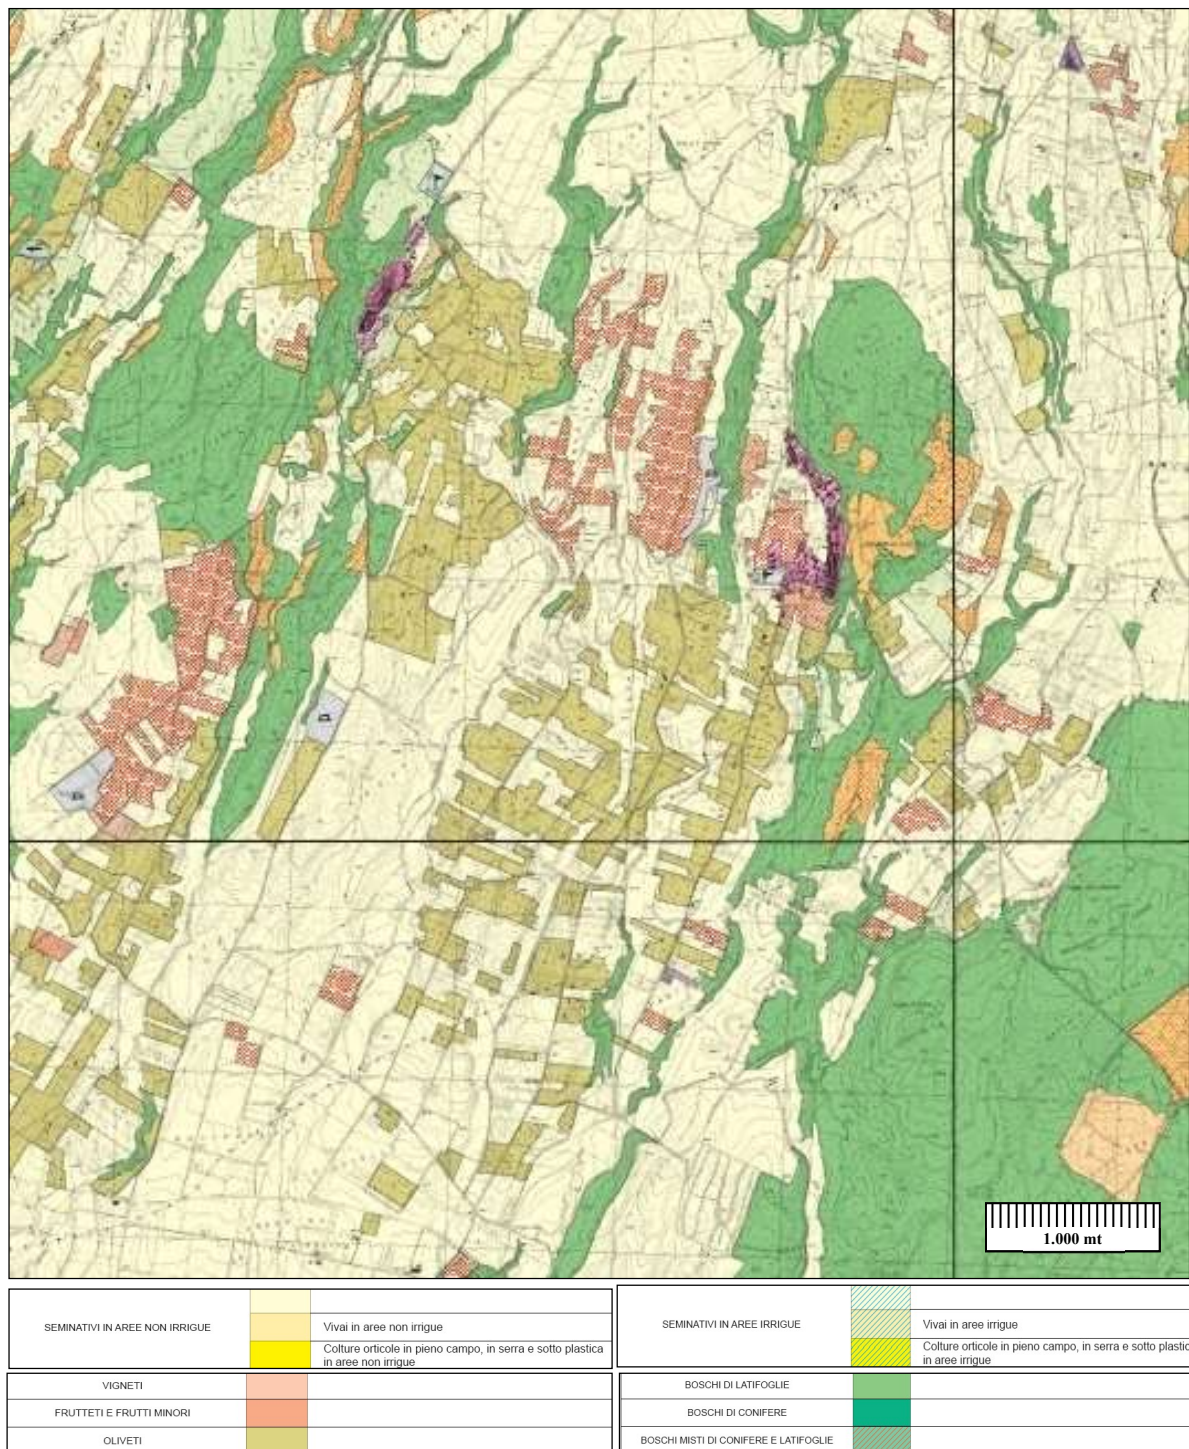 1.000 mt
SEMINATIVI IN AREE NON IRRIGUE
Vivai in aree non irrigue
Colture orticole in pieno campo, in serra e sotto plastica
in aree non irrigue
SEMINATIVI IN AREE IRRIGUE
Vivai in aree irrigue
Colture orticole in pieno campo, in serra e sotto plastic
in aree irrigue
VIGNETI
FRUTTETI E FRUTTI MINORI
OLIVETI
BOSCHI DI LATIFOGLIE
BOSCHI DI CONIFERE
BOSCHI MISTI DI CONIFERE E LATIFOGLIE